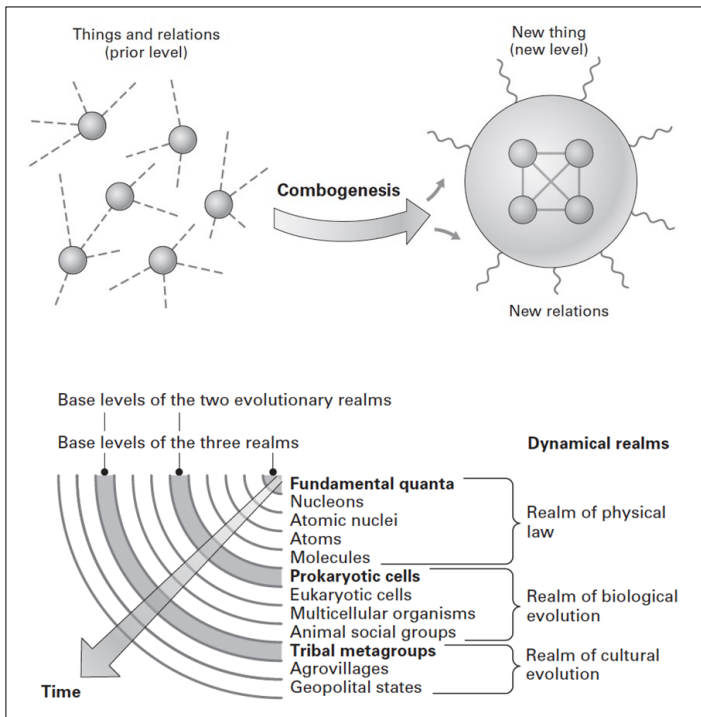 Things and relations
(prior level)
New thing
(new level)
Combogenesis
New relations
Base levels of the two evolutionary realms
Base levels of the three realms
Dynamical realms
Fundamental quanta
Nucleons
Atomic nuclei
Atoms
Molecules
Realm of physical
law
Prokaryotic cells
Eukaryotic cells
Multicellular organisms
Animal social groups
Realm of biological
evolution
Tribal metagroups
Agrovillages
Geopolital states
Realm of cultural
evolution
Time